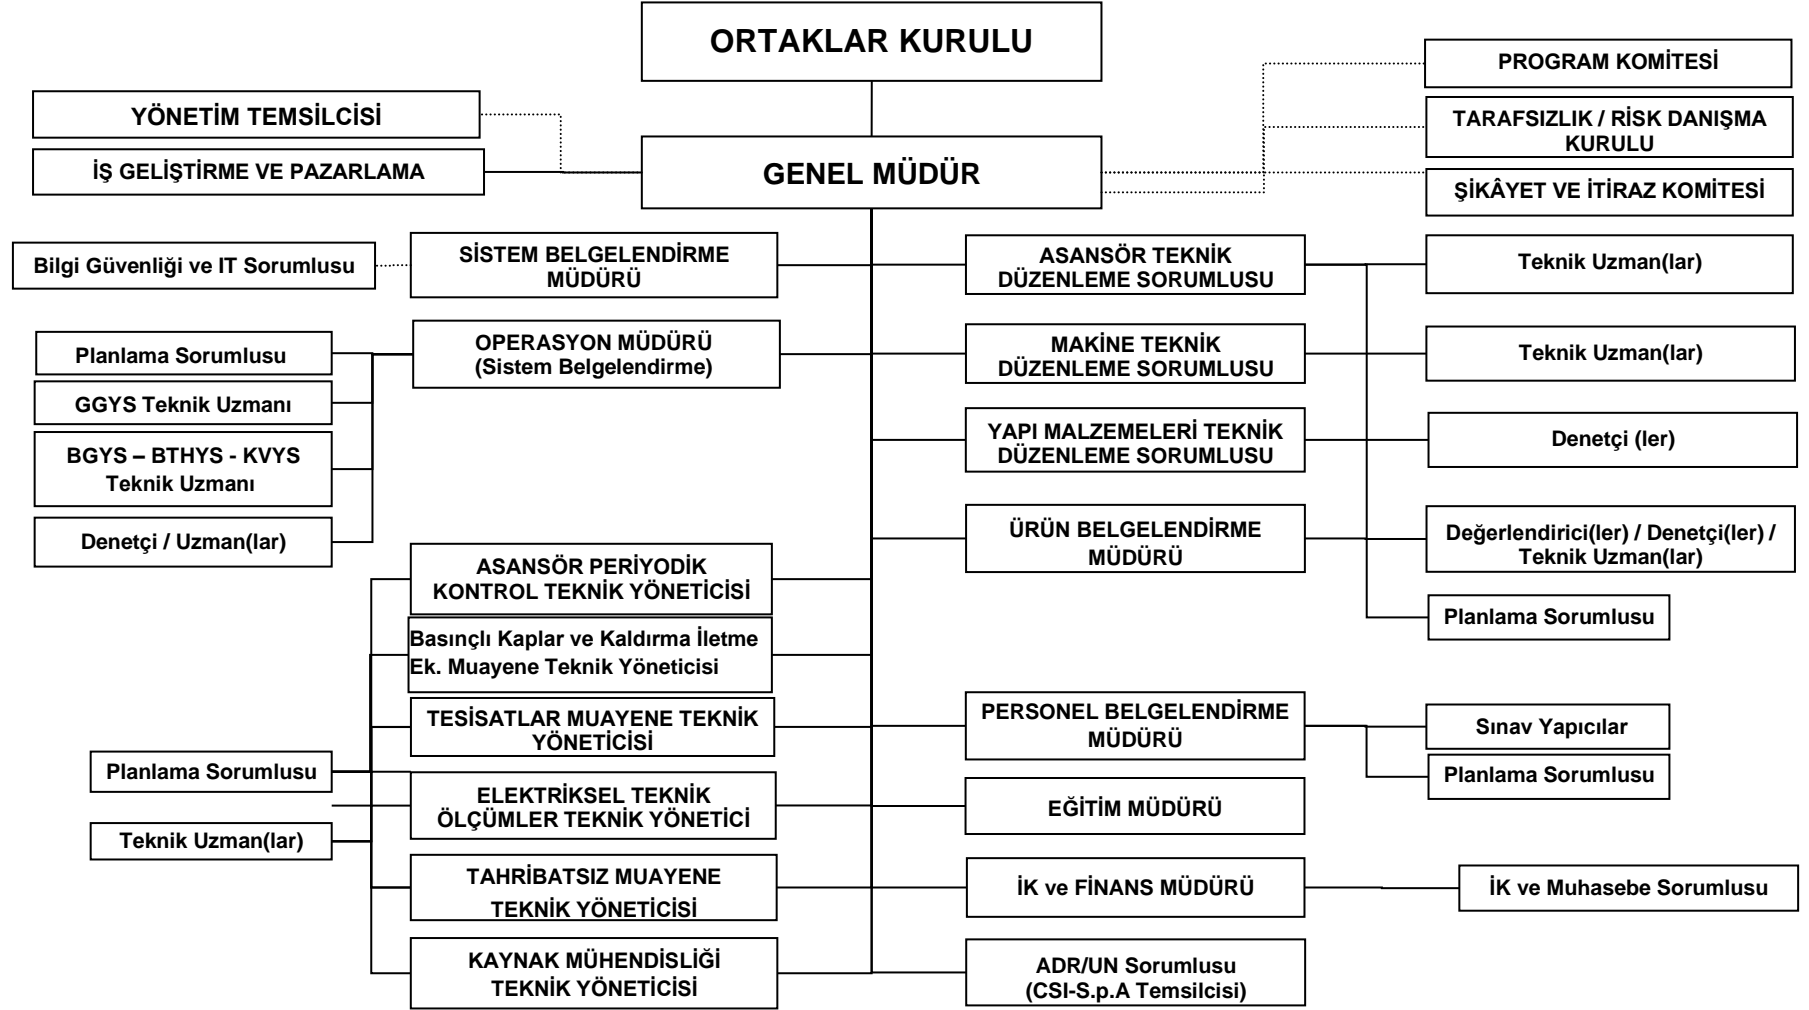 ORTAKLAR KURULU
PROGRAM KOMİTESİ
YÖNETİM TEMSİLCİSİ
TARAFSIZLIK / RİSK DANIŞMA
KURULU
İŞ GELİŞTİRME VE PAZARLAMA
GENEL MÜDÜR
ŞİKÂYET VE İTİRAZ KOMİTESİ
Bilgi Güvenliği ve IT Sorumlusu
SİSTEM BELGELENDİRME
MÜDÜRÜ
ASANSÖR TEKNİK
DÜZENLEME SORUMLUSU
Teknik Uzman(lar)
Planlama Sorumlusu
OPERASYON MÜDÜRÜ
(Sistem Belgelendirme)
MAKİNE TEKNİK
DÜZENLEME SORUMLUSU
Teknik Uzman(lar)
GGYS Teknik Uzmanı
BGYS – BTHYS - KVYS
Teknik Uzmanı
YAPI MALZEMELERİ TEKNİK
DÜZENLEME SORUMLUSU
Denetçi (ler)
Denetçi / Uzman(lar)
ÜRÜN BELGELENDİRME
MÜDÜRÜ
Değerlendirici(ler) / Denetçi(ler) /
Teknik Uzman(lar)
ASANSÖR PERİYODİK
KONTROL TEKNİK YÖNETİCİSİ
Planlama Sorumlusu
Basınçlı Kaplar ve Kaldırma İletme
Ek. Muayene Teknik Yöneticisi
TESİSATLAR MUAYENE TEKNİK
YÖNETİCİSİ
PERSONEL BELGELENDİRME
MÜDÜRÜ
Sınav Yapıcılar
Planlama Sorumlusu
Planlama Sorumlusu
ELEKTRİKSEL TEKNİK
ÖLÇÜMLER TEKNİK YÖNETİCİ
EĞİTİM MÜDÜRÜ
Teknik Uzman(lar)
TAHRİBATSIZ MUAYENE
TEKNİK YÖNETİCİSİ
İK ve FİNANS MÜDÜRÜ
İK ve Muhasebe Sorumlusu
KAYNAK MÜHENDİSLİĞİ
TEKNİK YÖNETİCİSİ
ADR/UN Sorumlusu
(CSI-S.p.A Temsilcisi)